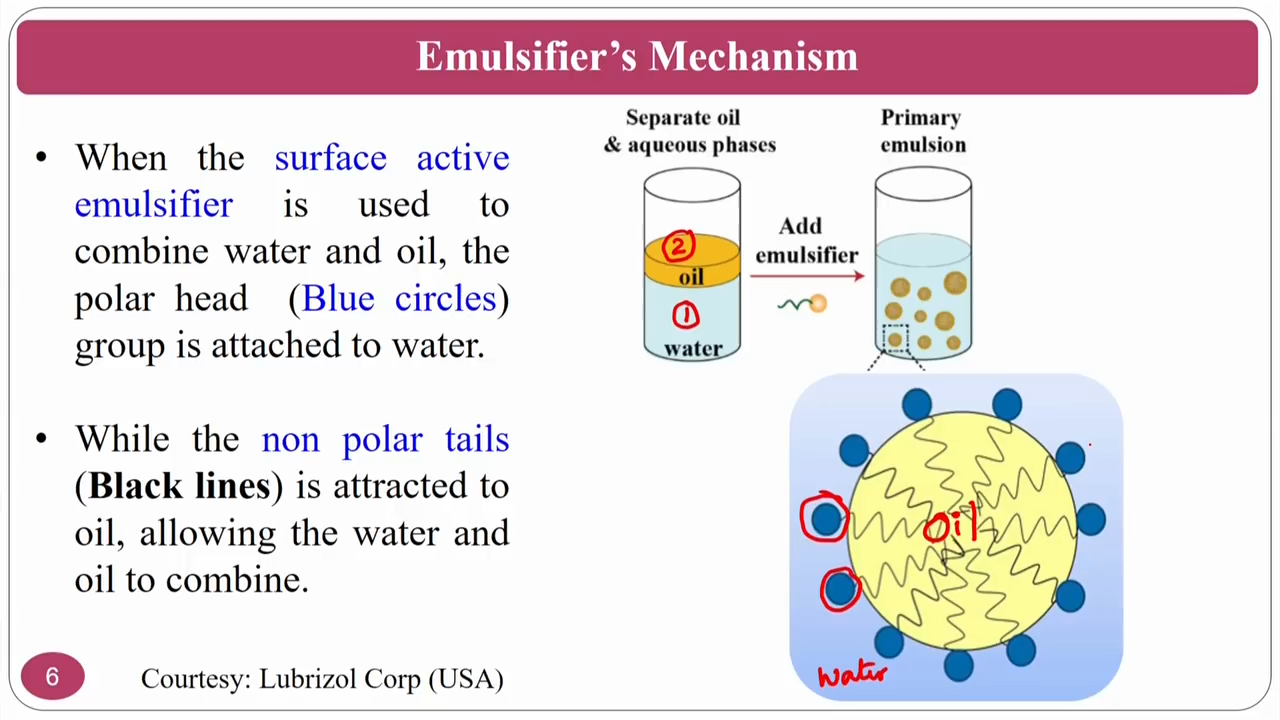 Emulsifier's Mechanism
• When the surface active
emulsifier is used to
combine water and oil, the
polar head (Blue circles)
group is attached to water.
• While the non polar tails
(Black lines) is attracted to
oil, allowing the water and
oil to combine.
Separate oil
& aqueous phases
2
oil
1
water
Add
emulsifier
Primary
emulsion
Oil
Water
6
Courtesy: Lubrizol Corp (USA)